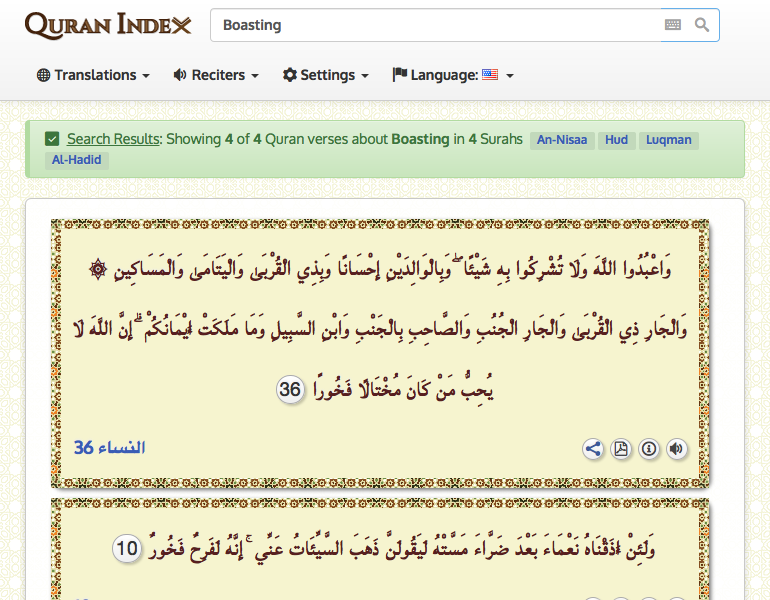 QURAN INDEX
Boasting
Translations
Reciters
Settings
Language:
Search Results: Showing 4 of 4 Quran verses about Boasting in 4 Surahs An-Nisaa Hud Luqman
Al-Hadid
وَاعْبُدُوا اللَّهَ وَلَا تُشْرِكُوا بِهِ شَيْئًا ۖ وَبِالْوَالِدَيْنِ إِحْسَانًا وَبِذِي الْقُرْبَىٰ وَالْيَتَامَىٰ وَالْمَسَاكِينِ ۞
وَالْجَارِ ذِي الْقُرْبَىٰ وَالْجَارِ الْجُنُبِ وَالصَّاحِبِ بِالْجَنْبِ وَابْنِ السَّبِيلِ وَمَا مَلَكَتْ أَيْمَانُكُمْ ۗ إِنَّ اللَّهَ لَا
يُحِبُّ مَنْ كَانَ مُخْتَالًا فَخُورًا 36
النساء 36
وَلَئِنْ أَذَقْنَاهُ نَعْمَاءَ بَعْدَ ضَرَّاءَ مَسَّتْهُ لَيَقُولَنَّ ذَهَبَ السَّيِّئَاتُ عَنِّي ۚ إِنَّهُ لَفَرِحٌ فَخُورٌ 10